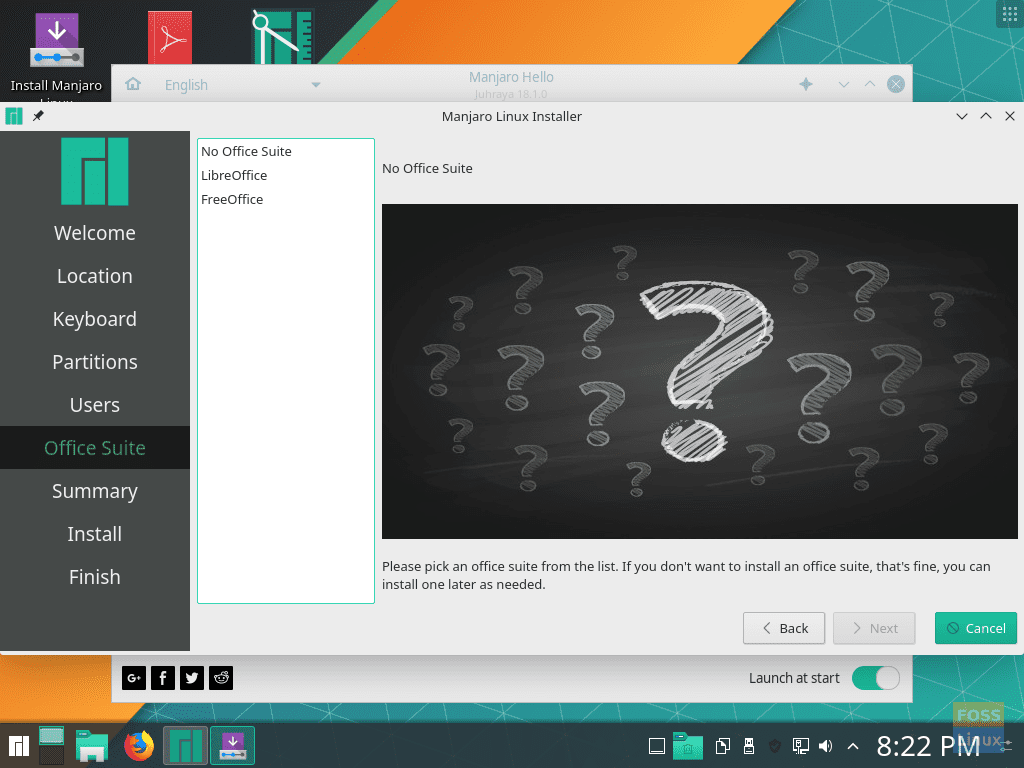 Install Manjaro
Linux
English
Manjaro Hello
Juhraya 18.1.0
Manjaro Linux Installer
Welcome
Location
Keyboard
Partitions
Users
Office Suite
Summary
Install
Finish
No Office Suite
LibreOffice
FreeOffice
No Office Suite
Please pick an office suite from the list. If you don't want to install an office suite, that's fine, you can
install one later as needed.
Back
Next
Cancel
G+
f
Launch at start
8:22 PM
FOSS
Linux